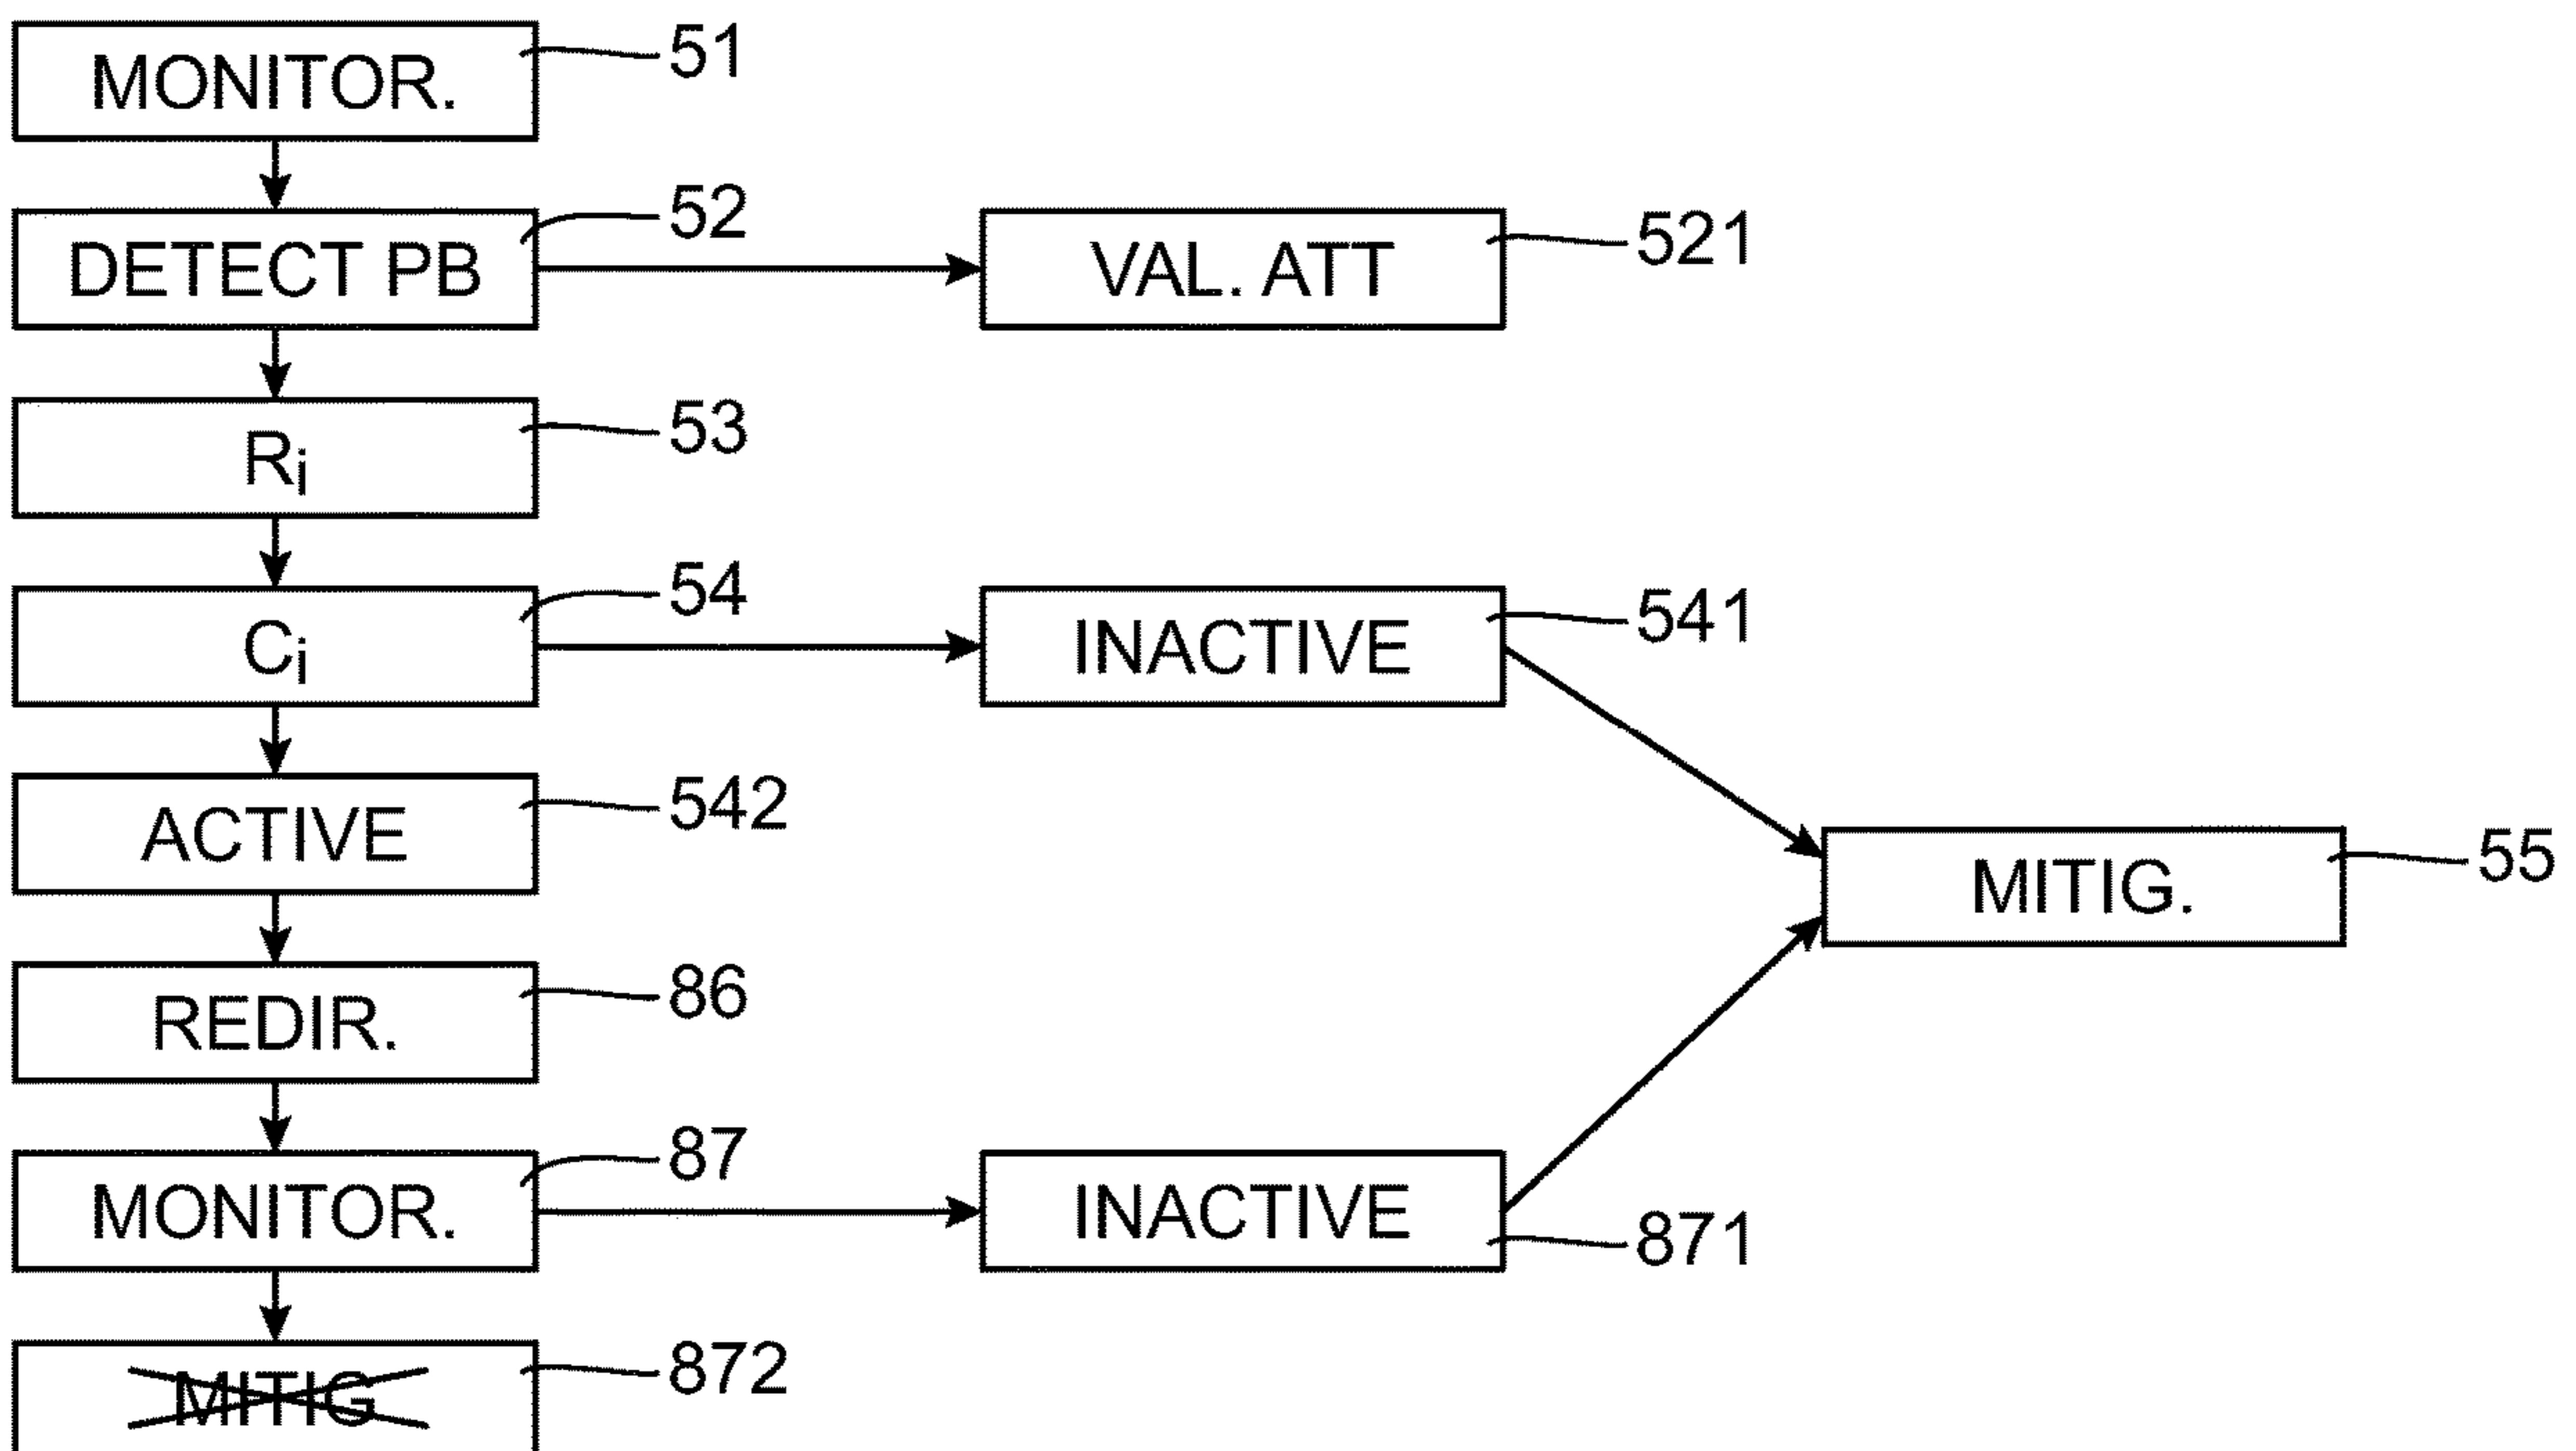 MONITOR. 51
DETECT PB 52
VAL. ATT 521
Ri 53
Ci 54
INACTIVE 541
ACTIVE 542
MITIG. 55
REDIR. 86
MONITOR. 87
INACTIVE 871
MITIG 872